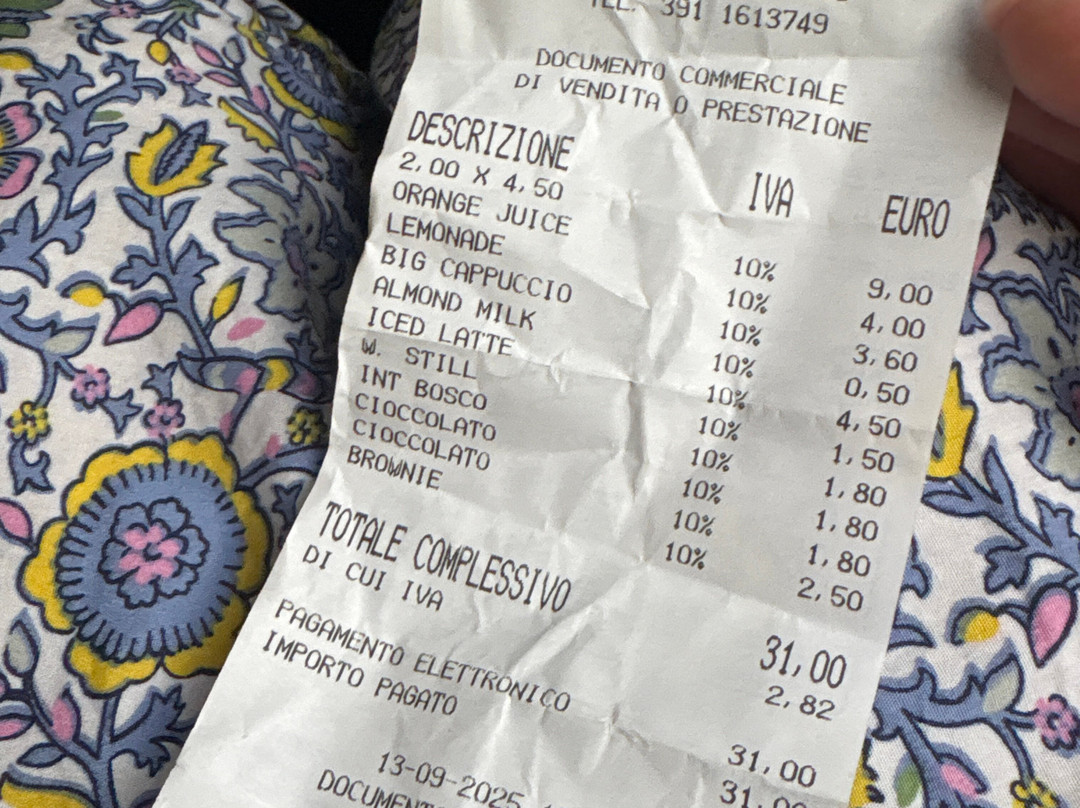 TEL. 391 1613749
DOCUMENTO COMMERCIALE
DI VENDITA O PRESTAZIONE
DESCRIZIONE IVA EURO
2,00 X 4,50
ORANGE JUICE 10% 9,00
LEMONADE 10% 4,00
BIG CAPPUCCIO 10% 3,60
ALMOND MILK 10% 0,50
ICED LATTE 10% 4,50
W. STILL 10% 1,50
INT BOSCO 10% 1,80
CIOCCOLATO 10% 1,80
CIOCCOLATO 10% 1,80
BROWNIE 10% 2,50
TOTALE COMPLESSIVO 31,00
DI CUI IVA 2,82
PAGAMENTO ELETTRONICO 31,00
IMPORTO PAGATO 31,00
13-09-2025